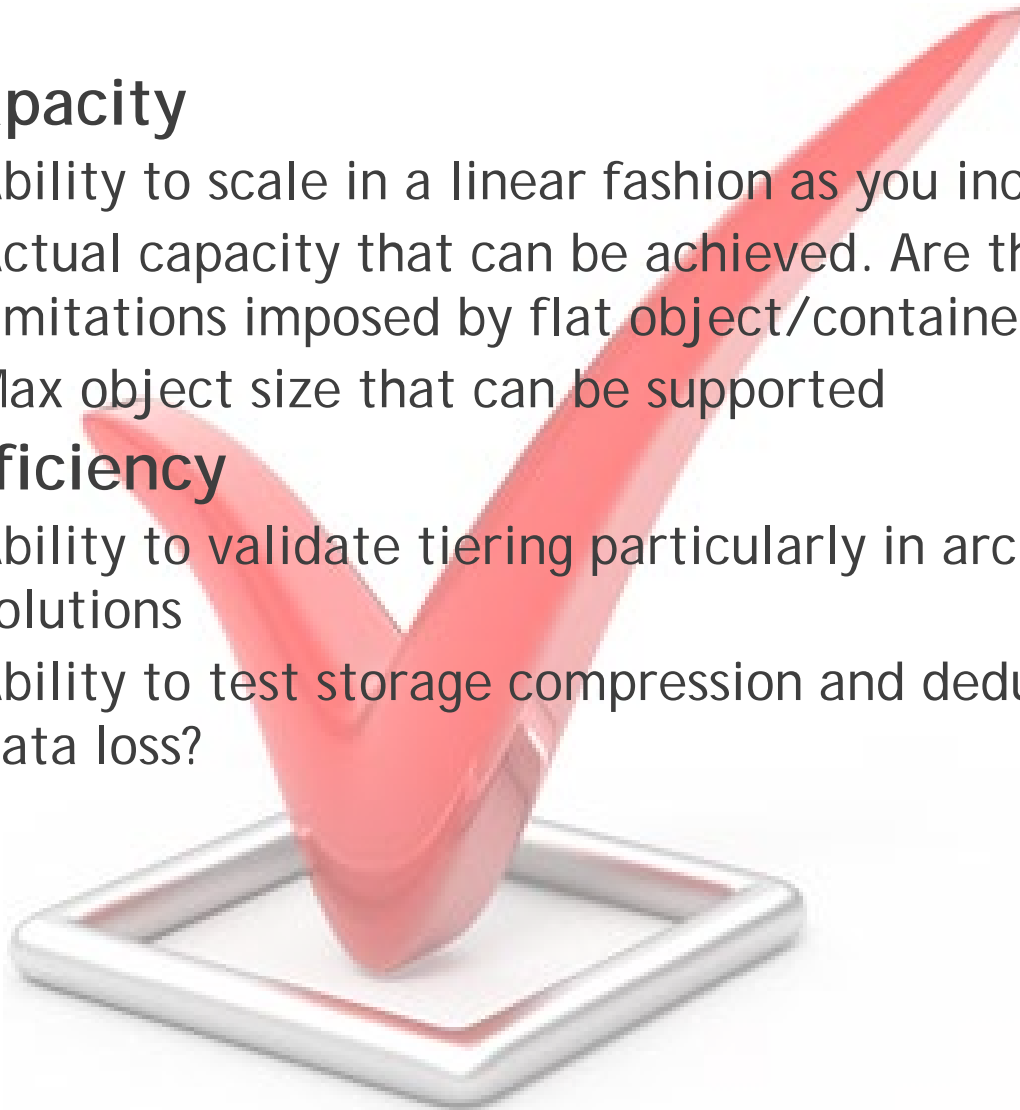 pacity
bility to scale in a linear fashion as you inc
ctual capacity that can be achieved. Are th
mitations imposed by flat object/containe
Max object size that can be supported
ficiency
bility to validate tiering particularly in arc
olutions
bility to test storage compression and dedu
ata loss?